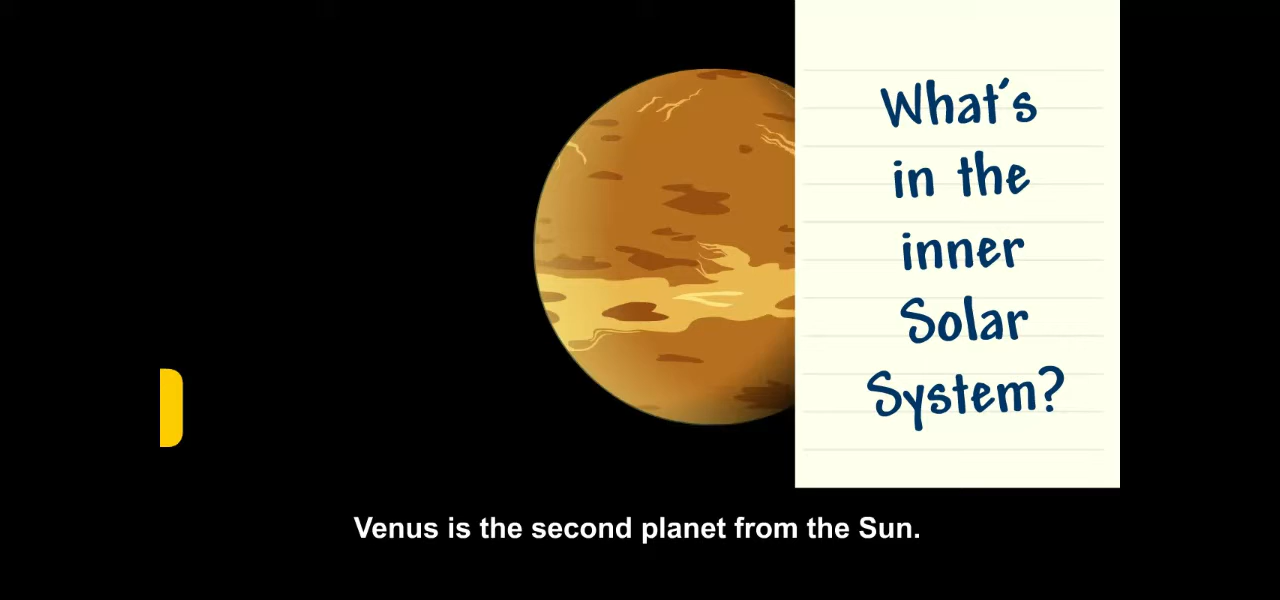 What's
in the
inner
Solar
System?
Venus is the second planet from the Sun.